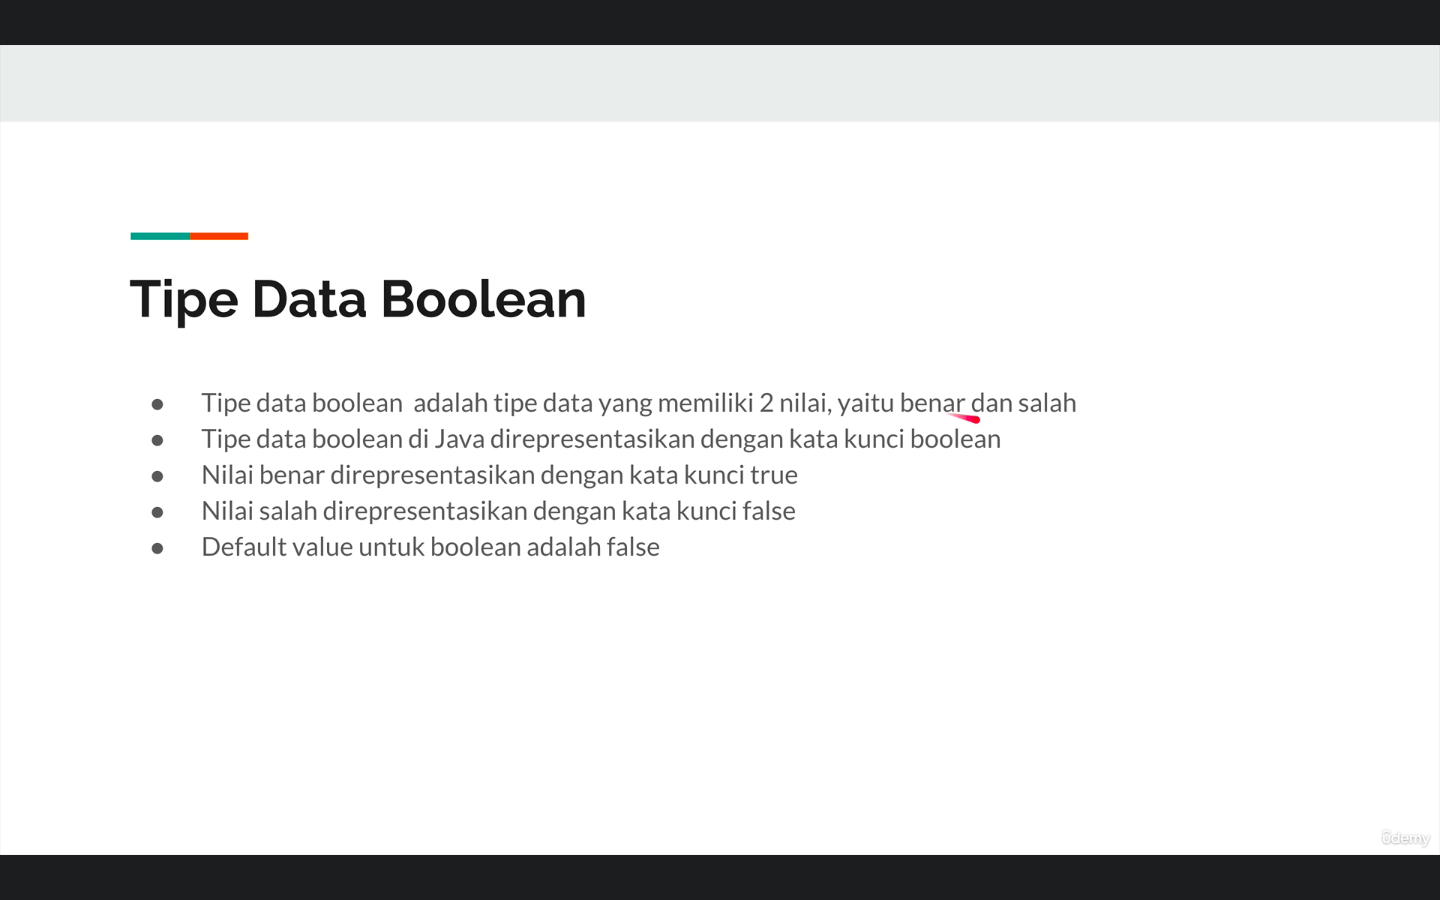 Tipe Data Boolean
● Tipe data boolean  adalah tipe data yang memiliki 2 nilai, yaitu benar dan salah
● Tipe data boolean di Java direpresentasikan dengan kata kunci boolean
● Nilai benar direpresentasikan dengan kata kunci true
● Nilai salah direpresentasikan dengan kata kunci false
● Default value untuk boolean adalah false
ûdemy